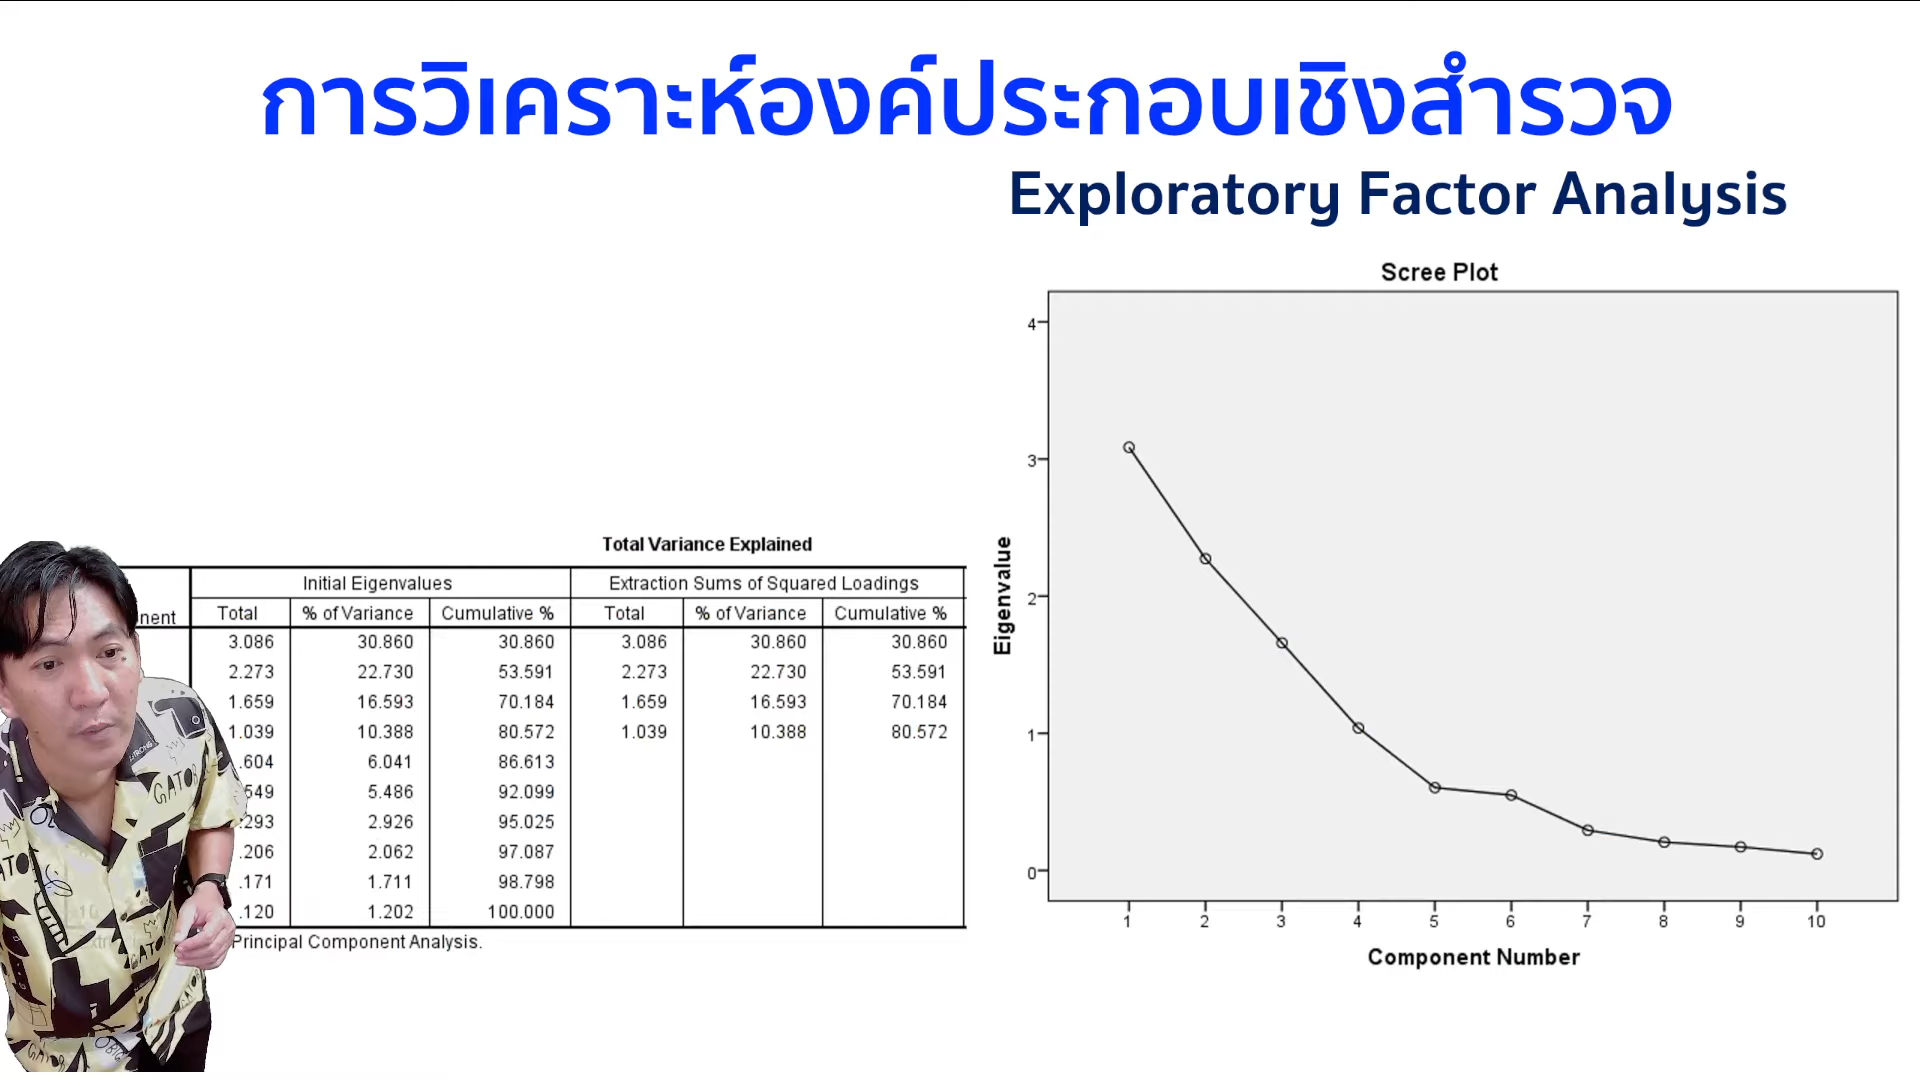 การวิเคราะห์องค์ประกอบเชิงสำรวจ
Exploratory Factor Analysis
Total Variance Explained
Initial Eigenvalues Extraction Sums of Squared Loadings
Total % of Variance Cumulative % Total % of Variance Cumulative %
3.086 30.860 30.860 3.086 30.860 30.860
2.273 22.730 53.591 2.273 22.730 53.591
1.659 16.593 70.184 1.659 16.593 70.184
1.039 10.388 80.572 1.039 10.388 80.572
.604 6.041 86.613
.549 5.486 92.099
.293 2.926 95.025
.206 2.062 97.087
.171 1.711 98.798
.120 1.202 100.000
Principal Component Analysis.
Scree Plot
Eigenvalue
4
3
2
1
0
1 2 3 4 5 6 7 8 9 10
Component Number
GATO
GATO